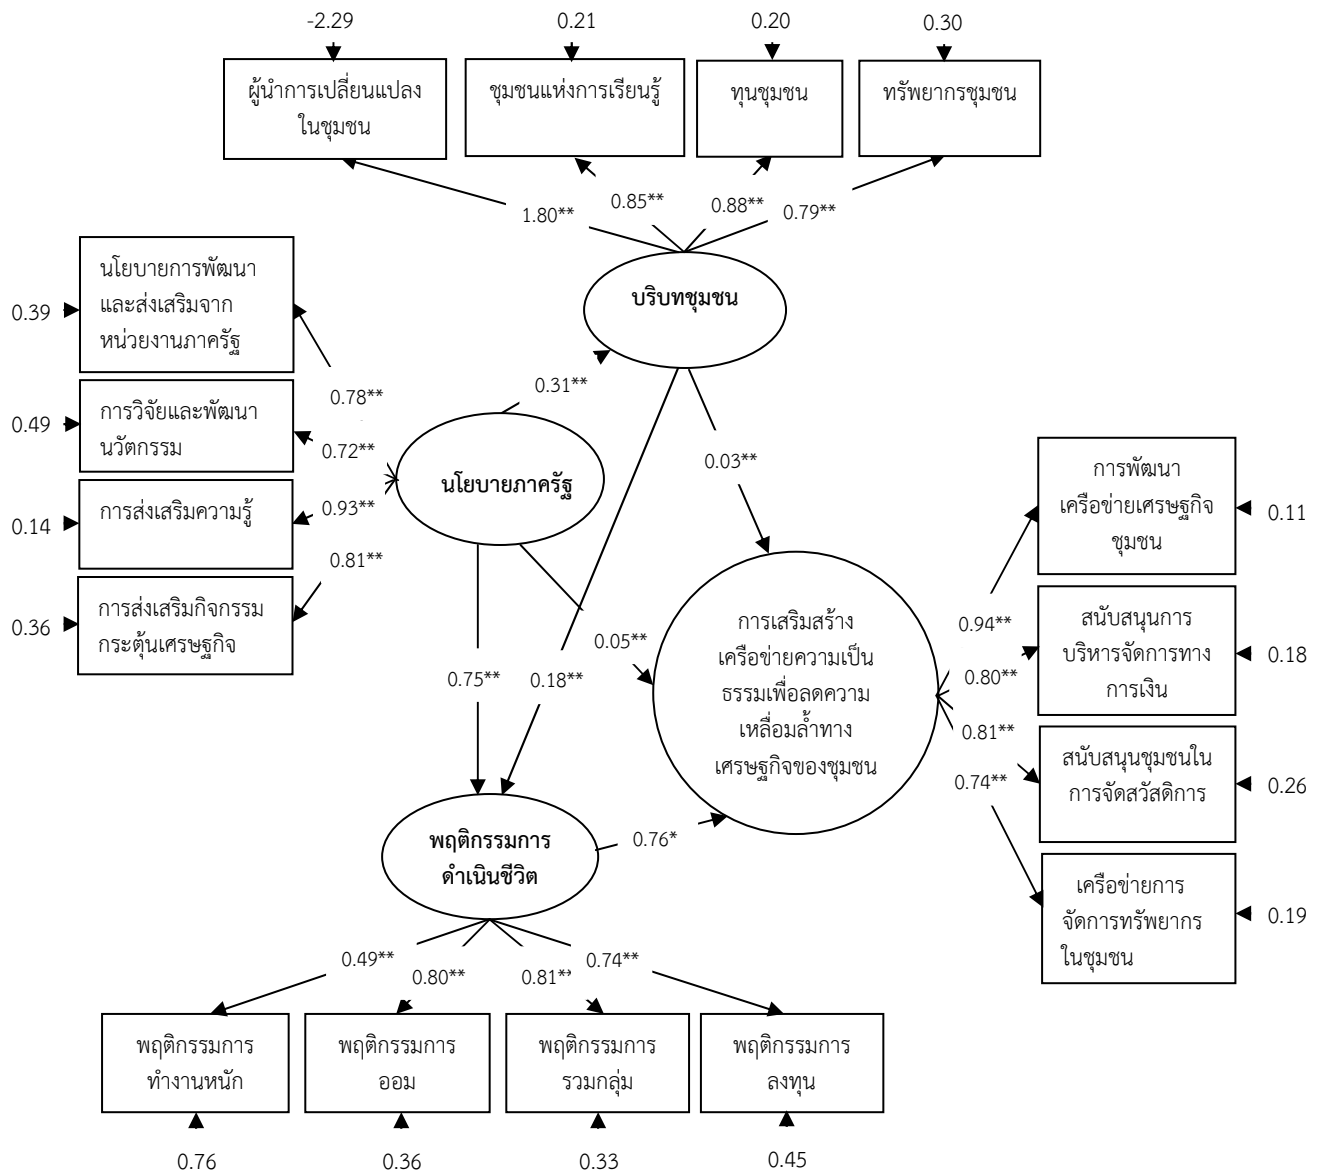 -2.29
0.21
0.20
0.30
ผู้นำการเปลี่ยนแปลง
ในชุมชน
ชุมชนแห่งการเรียนรู้
ทุนชุมชน
ทรัพยากรชุมชน
1.80**
0.85**
0.88**
0.79**
บริบทชุมชน
0.39
นโยบายการพัฒนา
และส่งเสริมจาก
หน่วยงานภาครัฐ
0.49
การวิจัยและพัฒนา
นวัตกรรม
0.14
การส่งเสริมความรู้
0.36
การส่งเสริมกิจกรรม
กระตุ้นเศรษฐกิจ
0.78**
0.72**
0.93**
0.81**
นโยบายภาครัฐ
0.31**
0.03**
0.05**
0.75**
0.18**
การเสริมสร้าง
เครือข่ายความเป็น
ธรรมเพื่อลดความ
เหลื่อมล้ำทาง
เศรษฐกิจของชุมชน
0.94**
0.80**
0.81**
0.74**
การพัฒนา
เครือข่ายเศรษฐกิจ
ชุมชน
0.11
สนับสนุนการ
บริหารจัดการทาง
การเงิน
0.18
สนับสนุนชุมชนใน
การจัดสวัสดิการ
0.26
เครือข่ายการ
จัดการทรัพยากร
ในชุมชน
0.19
พฤติกรรมการ
ดำเนินชีวิต
0.76*
0.49**
0.80**
0.81**
0.74**
พฤติกรรมการ
ทำงานหนัก
พฤติกรรมการ
ออม
พฤติกรรมการ
รวมกลุ่ม
พฤติกรรมการ
ลงทุน
0.76
0.36
0.33
0.45